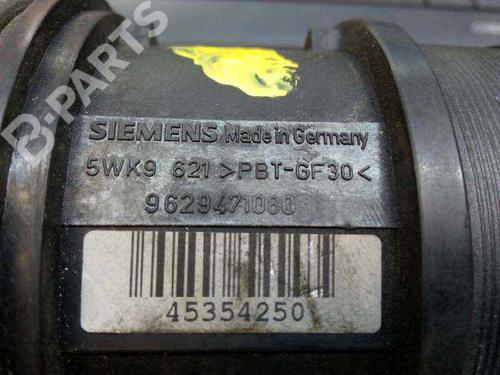 B-PARTS
SIEMENS Made in Germany
5WK9 621 >PBT-GF30<
9629471080
45354250